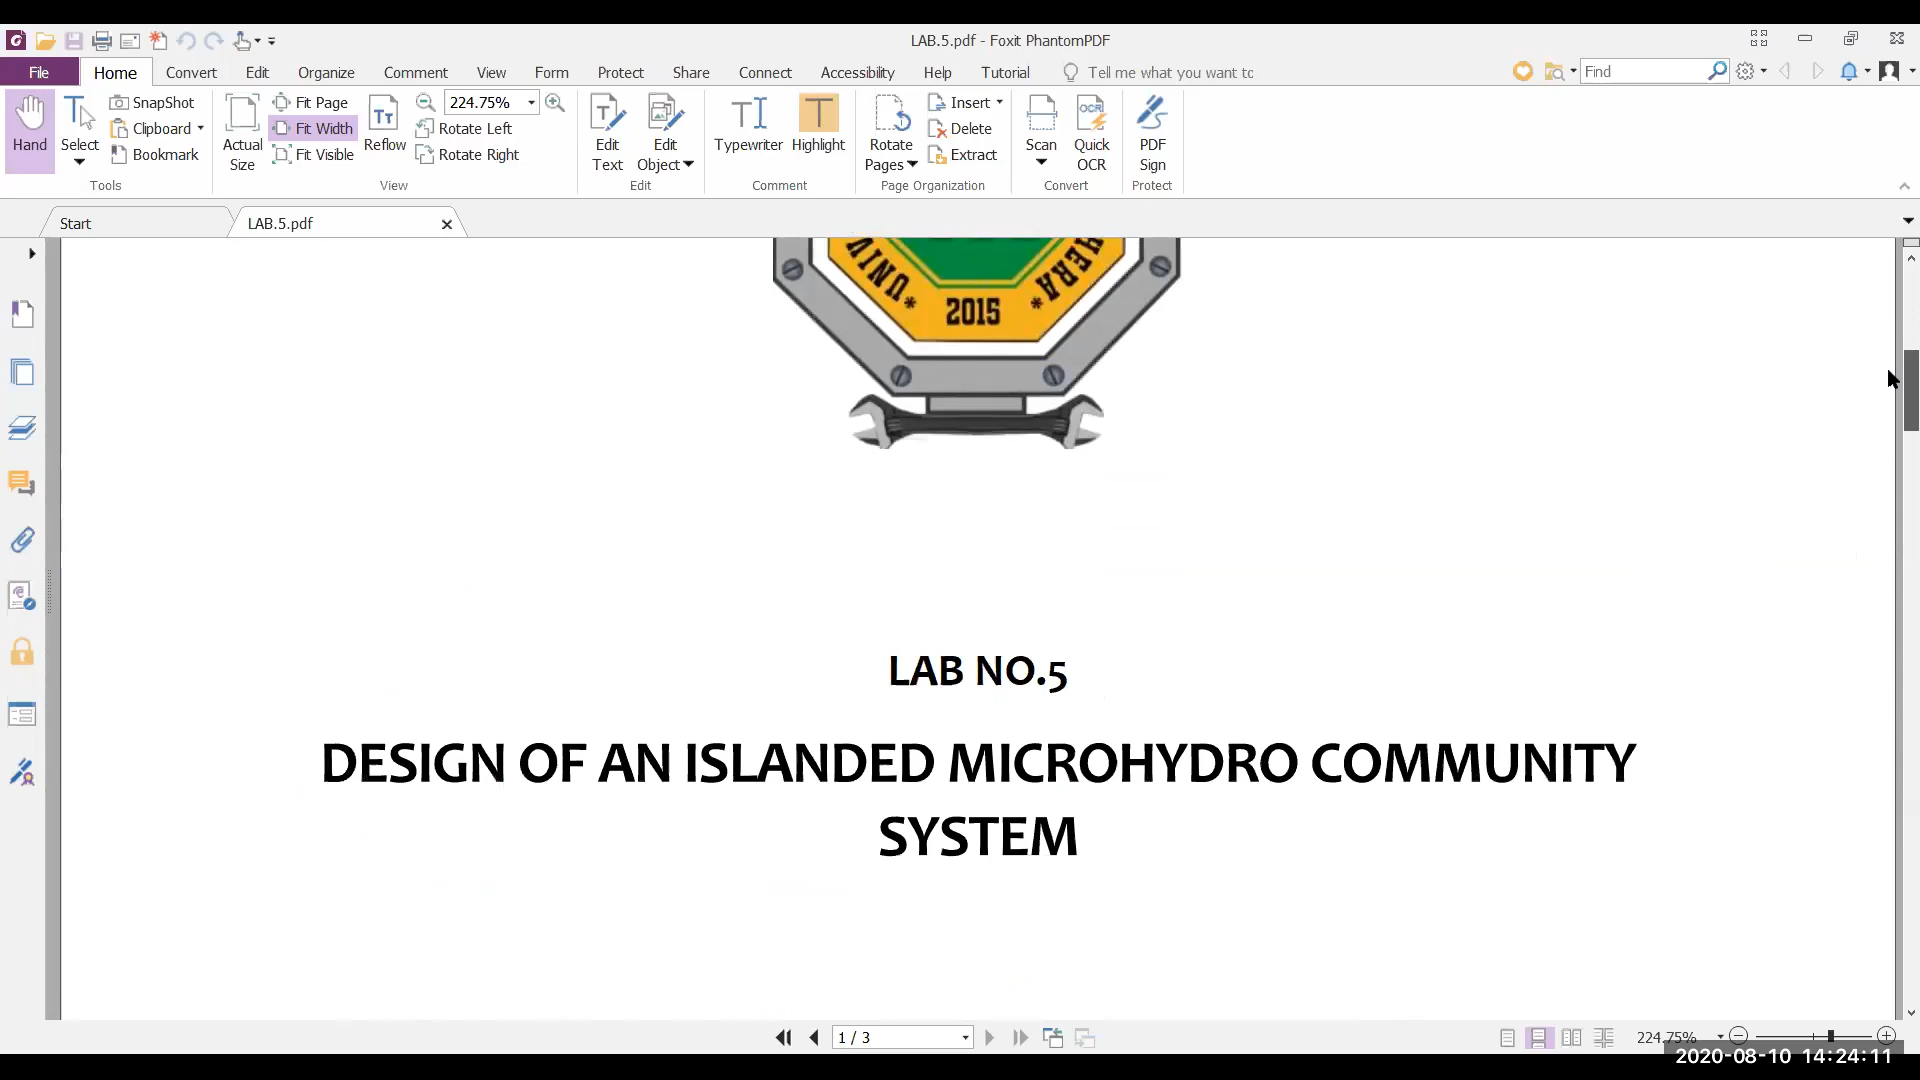 LAB.5.pdf - Foxit PhantomPDF
File Home Convert Edit Organize Comment View Form Protect Share Connect Accessibility Help Tutorial Tell me what you want to Find
Hand
Select
SnapShot
Clipboard
Bookmark
Tools
Actual Size
Fit Page
Fit Width
Fit Visible
Reflow
224.75%
Rotate Left
Rotate Right
View
Edit Text
Edit Object
Edit
Typewriter
Highlight
Comment
Rotate Pages
Insert
Delete
Extract
Page Organization
Scan
Quick OCR
Convert
PDF Sign
Protect
Start
LAB.5.pdf
UNIV * 2015 * HERA
LAB NO.5
DESIGN OF AN ISLANDED MICROHYDRO COMMUNITY
SYSTEM
1 / 3
224.75%
2020-08-10 14:24:11